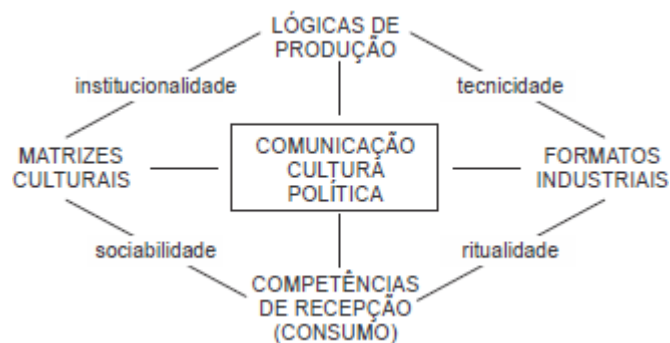 LÓGICAS DE
PRODUÇÃO
institucionalidade
tecnicidade
MATRIZES
CULTURAIS
COMUNICAÇÃO
CULTURA
POLÍTICA
FORMATOS
INDUSTRIAIS
sociabilidade
ritualidade
COMPETÊNCIAS
DE RECEPÇÃO
(CONSUMO)